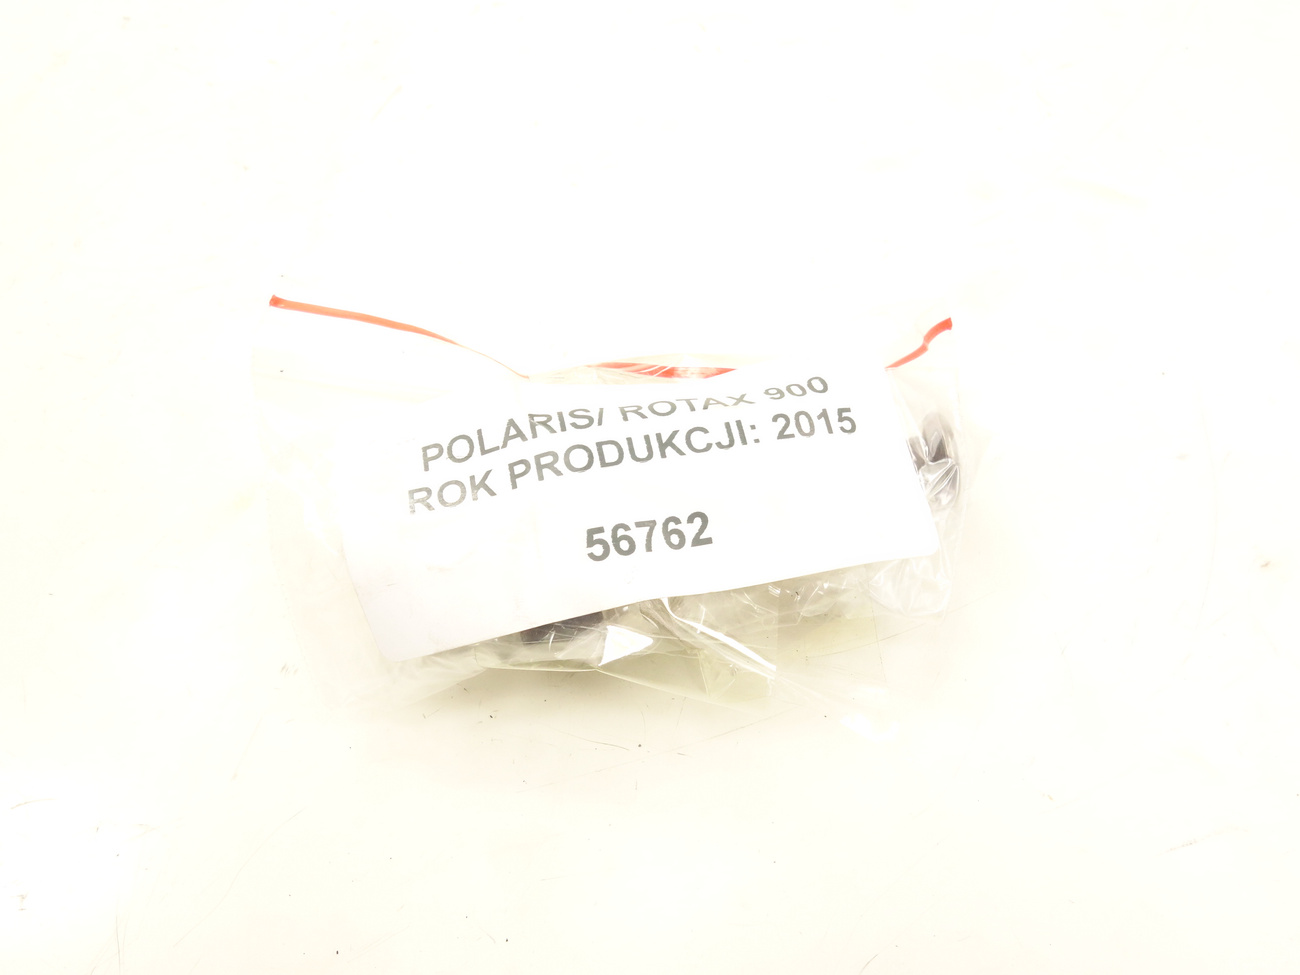 POLARIS/ ROTAX 900
ROK PRODUKCJI: 2015
56762